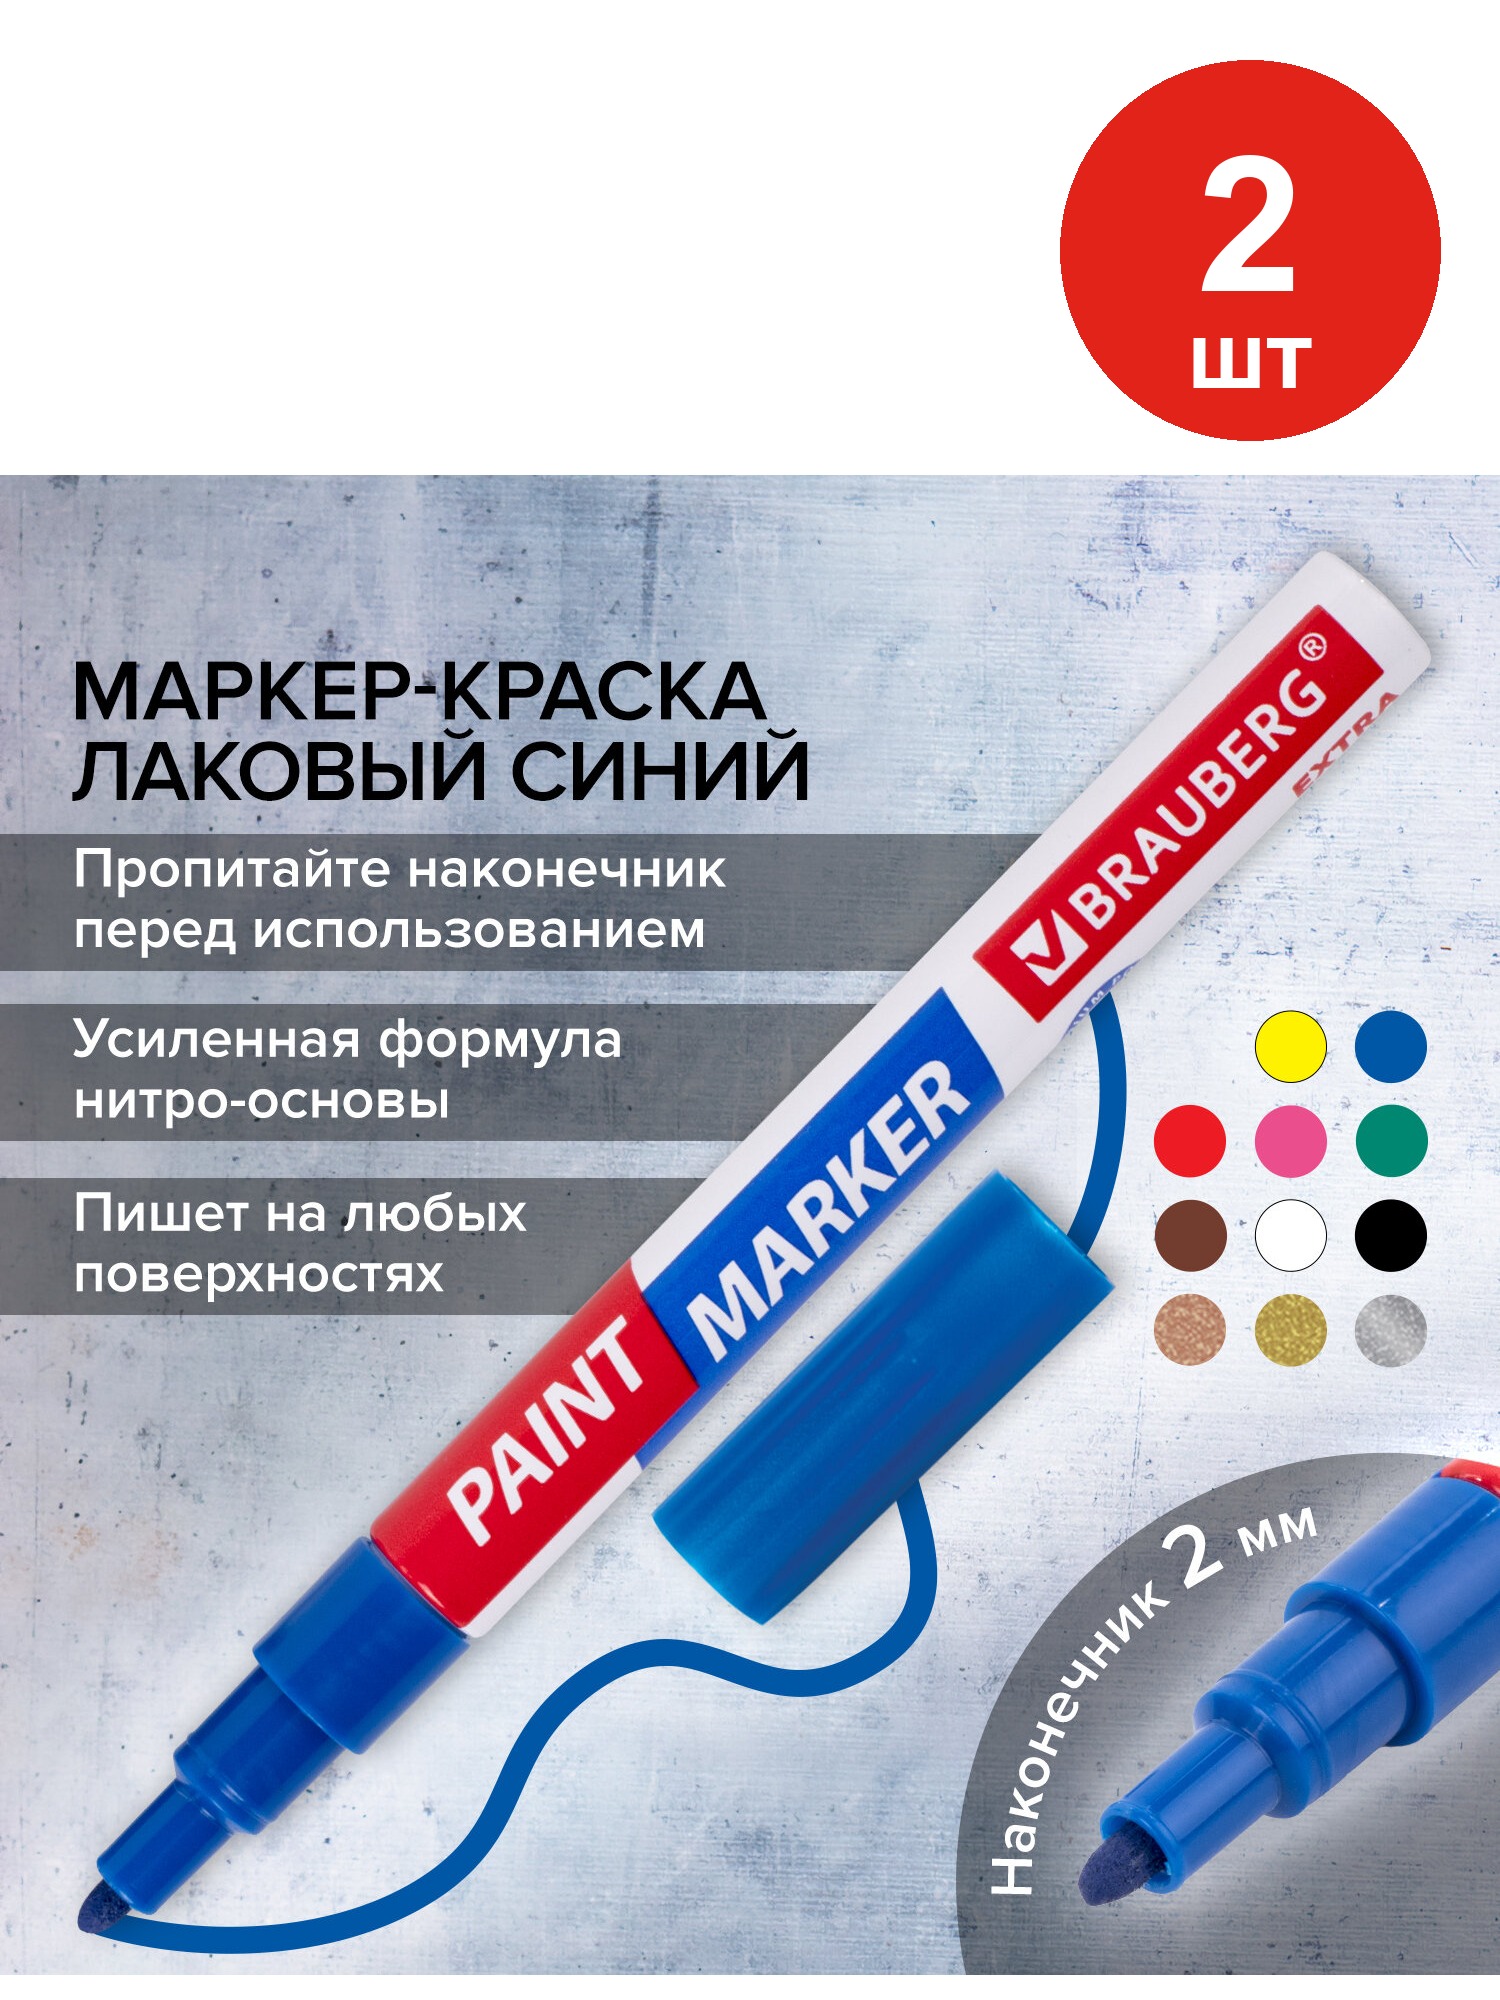 2
шт
МАРКЕР-КРАСКА
ЛАКОВЫЙ СИНИЙ
Пропитайте наконечник
перед использованием
Усиленная формула
нитро-основы
Пишет на любых
поверхностях
BRAUBERG®
EXTRA
PAINT MARKER
Наконечник 2 мм